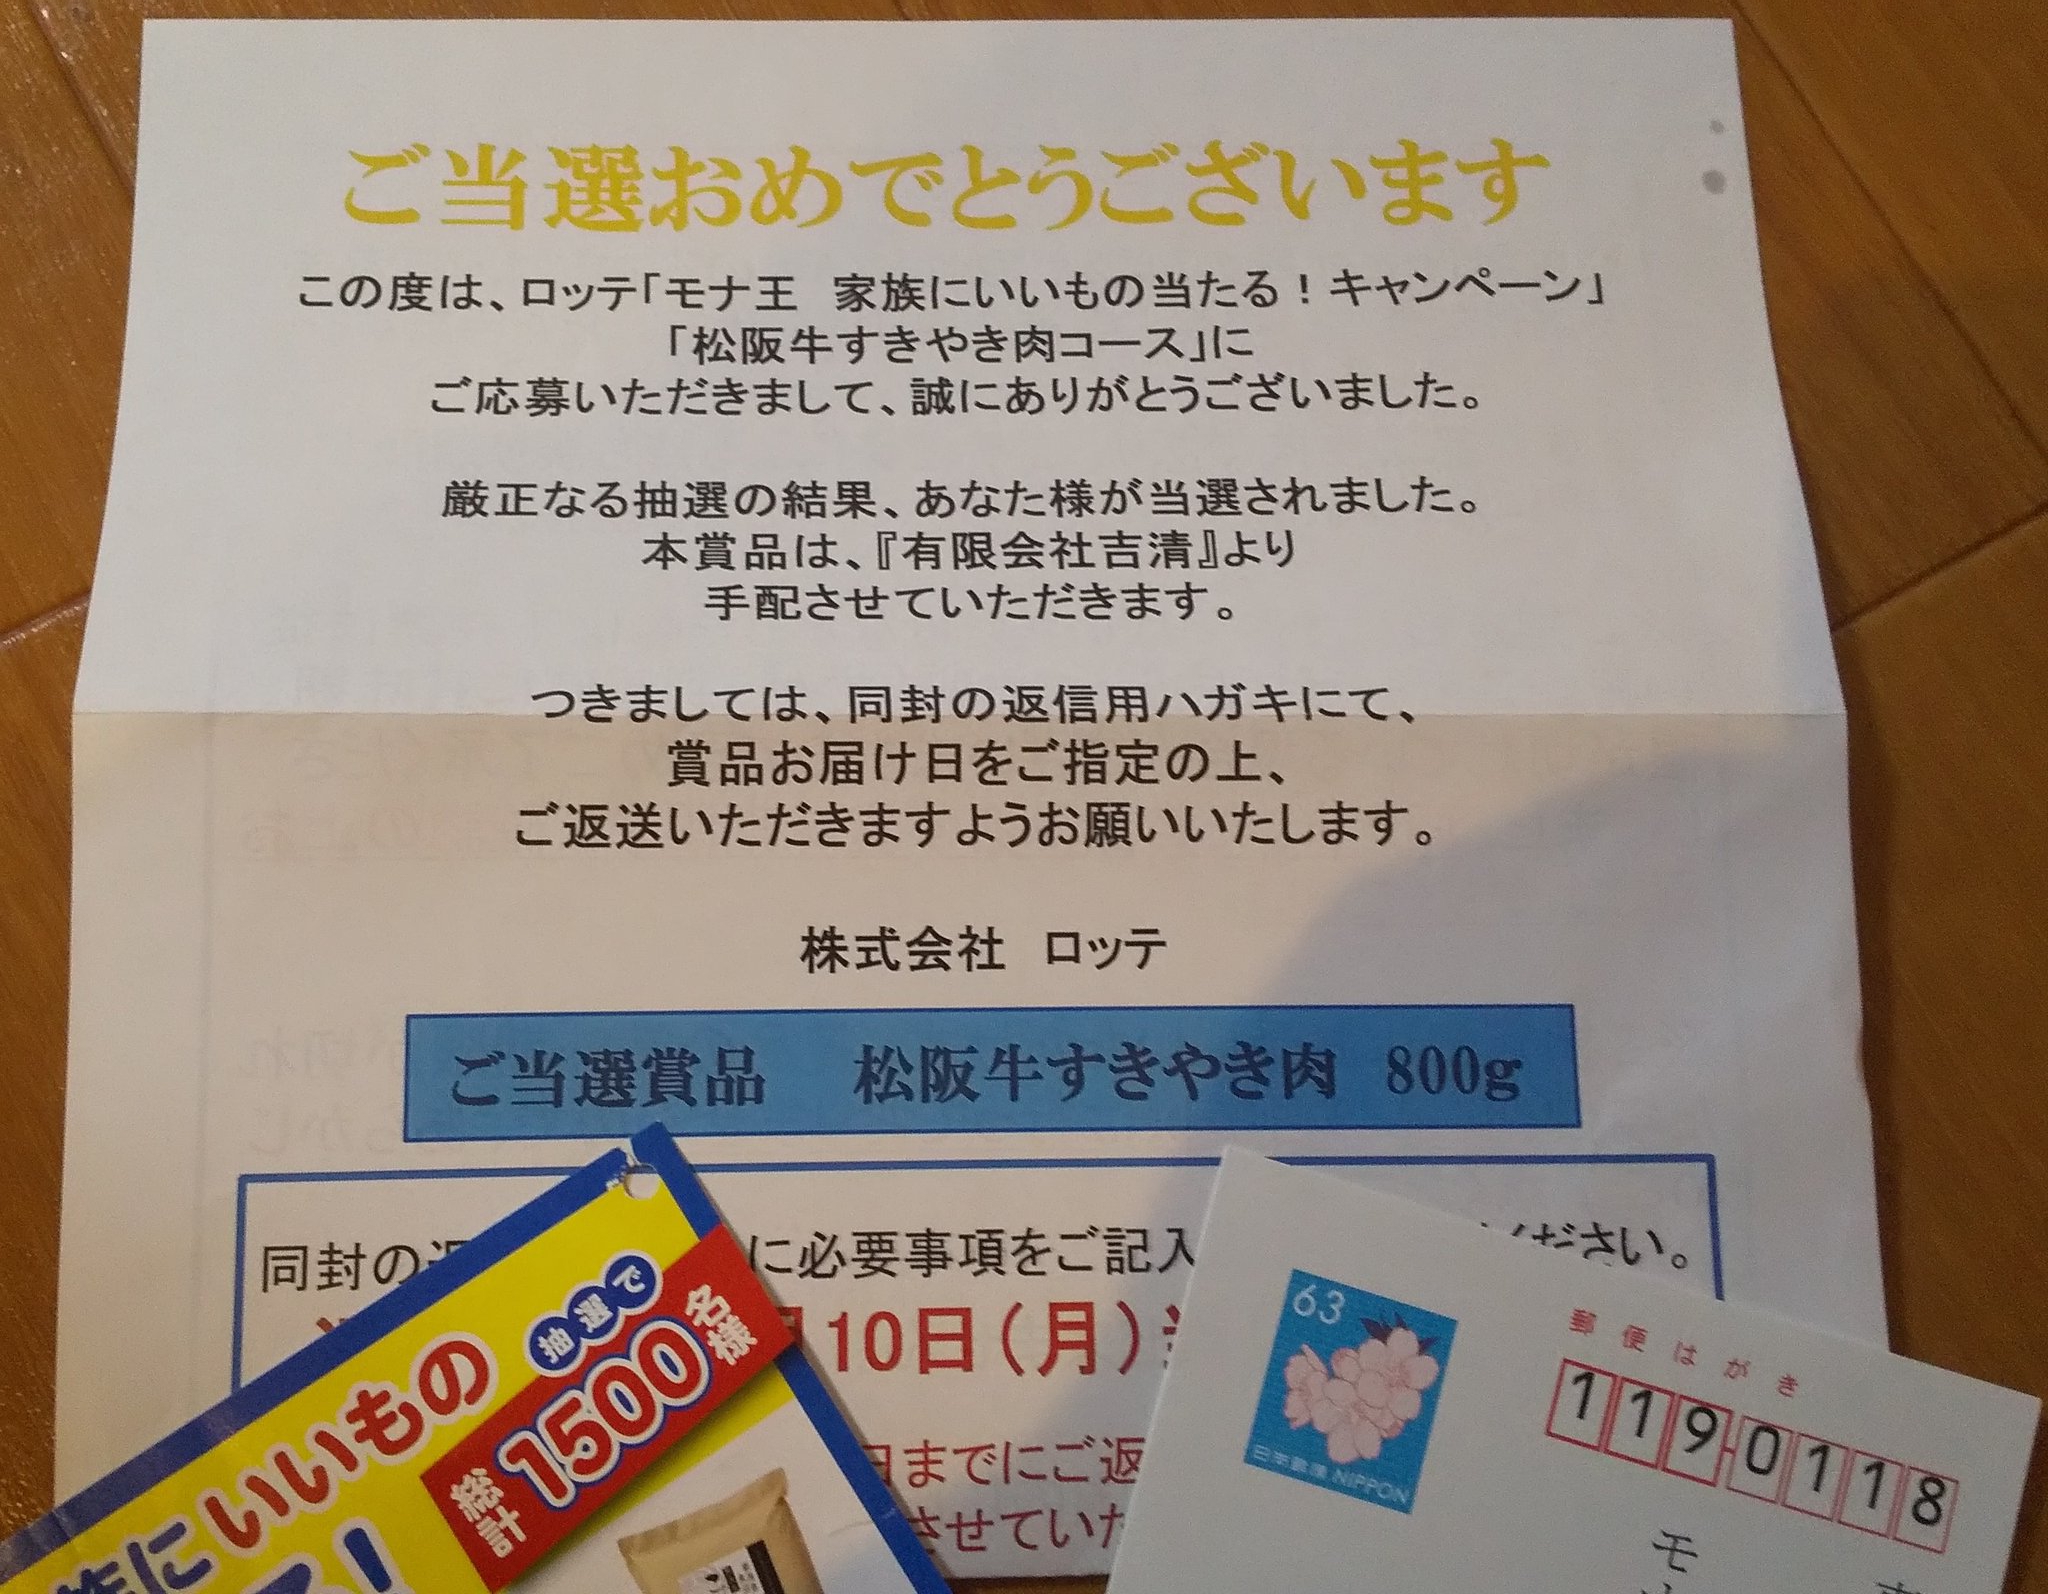 ご当選おめでとうございます
この度は、ロッテ「モナ王　家族にいいもの当たる！キャンペーン」
「松阪牛すきやき肉コース」に
ご応募いただきまして、誠にありがとうございました。
厳正なる抽選の結果、あなた様が当選されました。
本賞品は、『有限会社吉清』より
手配させていただきます。
つきましては、同封の返信用ハガキにて、
賞品お届け日をご指定の上、
ご返送いただきますようお願いいたします。
株式会社　ロッテ
ご当選賞品　松阪牛すきやき肉　800g
同封の
に必要事項をご記入
ださい。
10日（月）
日までにご返
させていた
抽選で
総計1500名様
族にいいもの
！
63
日本郵便 NIPPON
郵便はがき
119-0118
モ